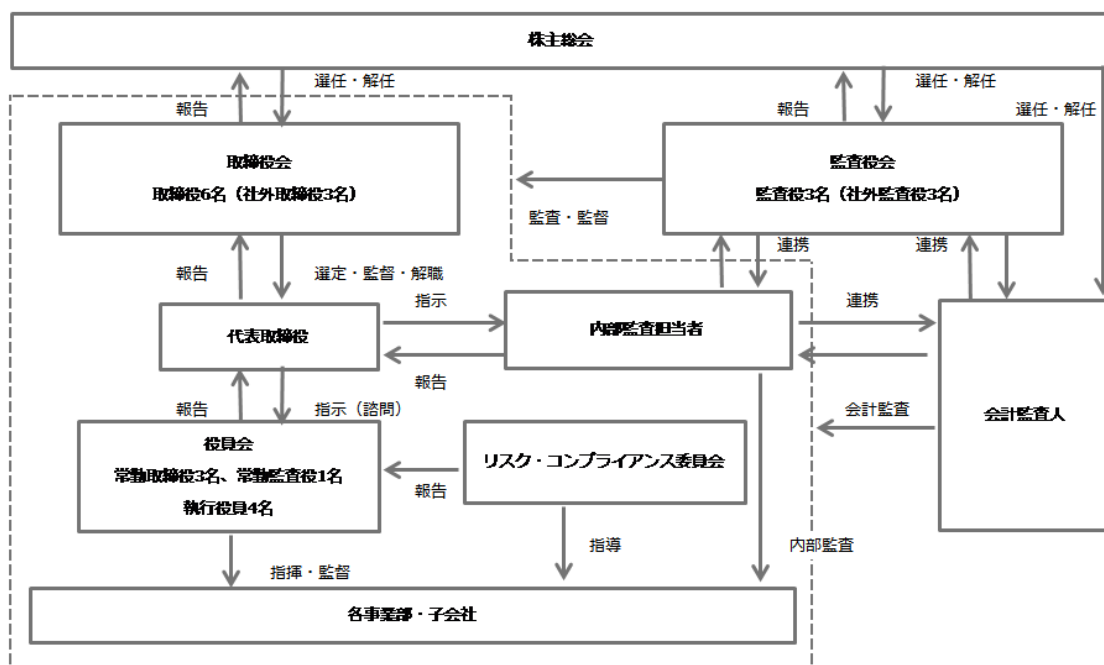 株主総会
選任・解任
選任・解任
報告
報告
選任・解任
取締役会
取締役6名（社外取締役3名）
監査役会
監査役3名（社外監査役3名）
監査・監督
連携
連携
報告
選定・監督・解職
指示
連携
代表取締役
内部監査担当者
報告
報告
指示（諮問）
会計監査
会計監査人
役員会
常勤取締役3名、常勤監査役1名
執行役員4名
リスク・コンプライアンス委員会
報告
指揮・監督
指導
内部監査
各事業部・子会社